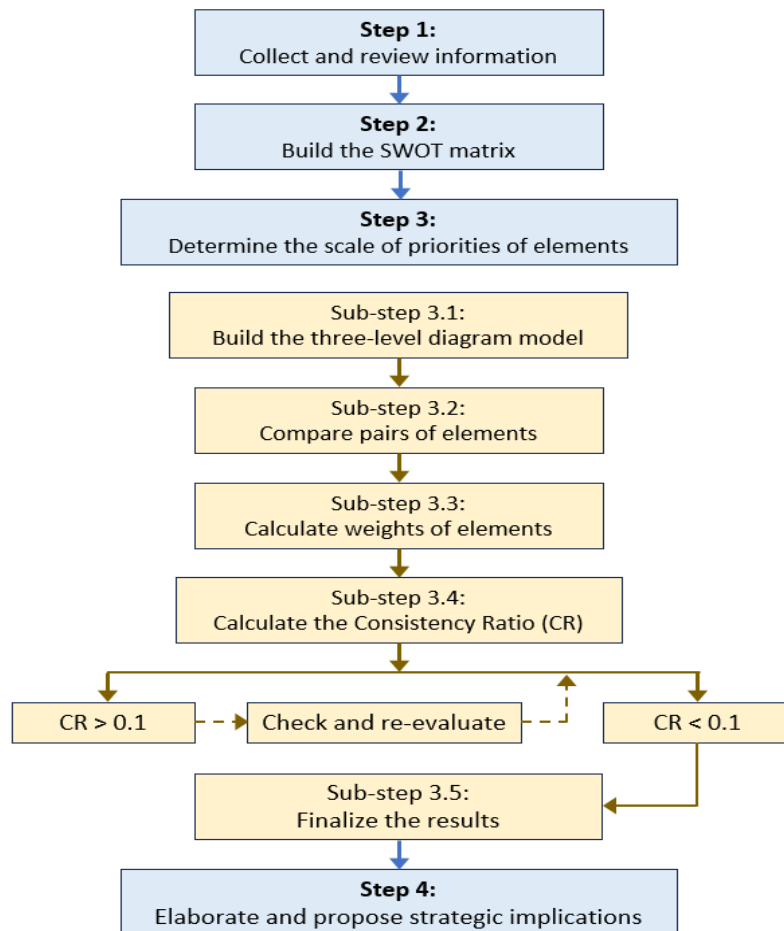 Step 1:
Collect and review information
Step 2:
Build the SWOT matrix
Step 3:
Determine the scale of priorities of elements
Sub-step 3.1:
Build the three-level diagram model
Sub-step 3.2:
Compare pairs of elements
Sub-step 3.3:
Calculate weights of elements
Sub-step 3.4:
Calculate the Consistency Ratio (CR)
CR > 0.1
Check and re-evaluate
CR < 0.1
Sub-step 3.5:
Finalize the results
Step 4:
Elaborate and propose strategic implications